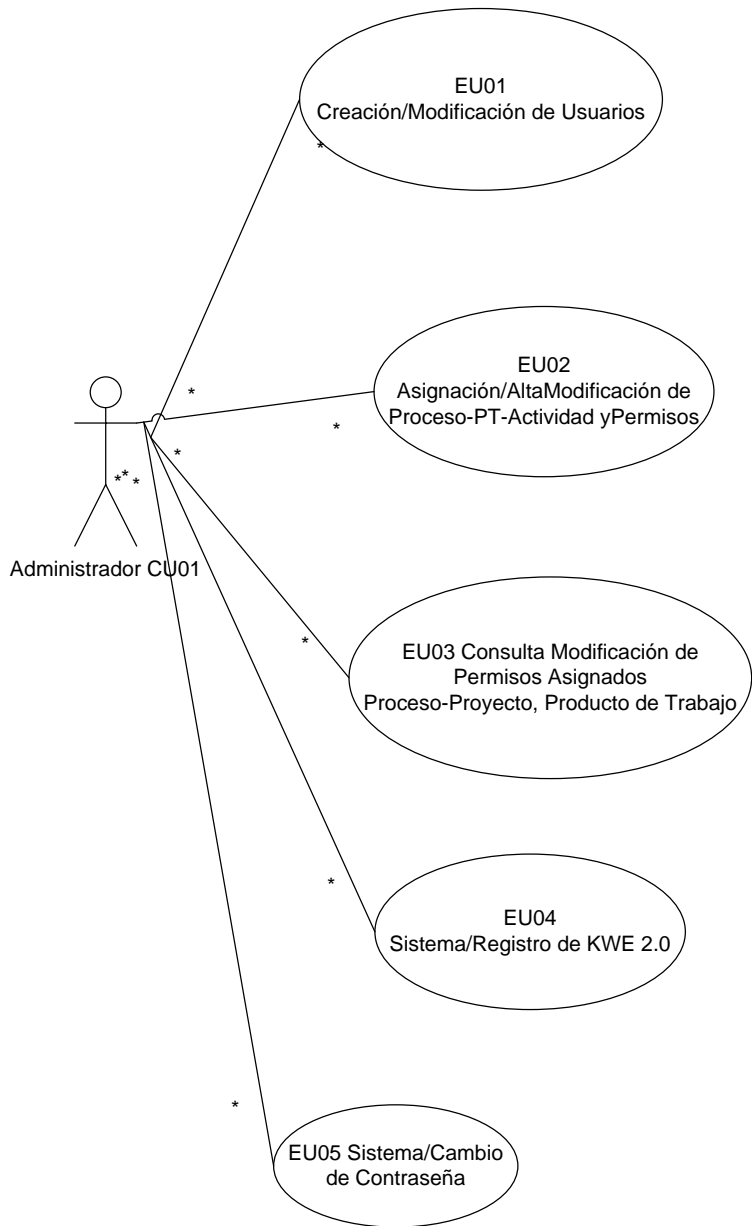 EU01
Creación/Modificación de Usuarios
*
EU02
Asignación/AltaModificación de
Proceso-PT-Actividad yPermisos
*
*
*
* * *
Administrador CU01
*
EU03 Consulta Modificación de
Permisos Asignados
Proceso-Proyecto, Producto de Trabajo
*
EU04
Sistema/Registro de KWE 2.0
*
EU05 Sistema/Cambio
de Contraseña